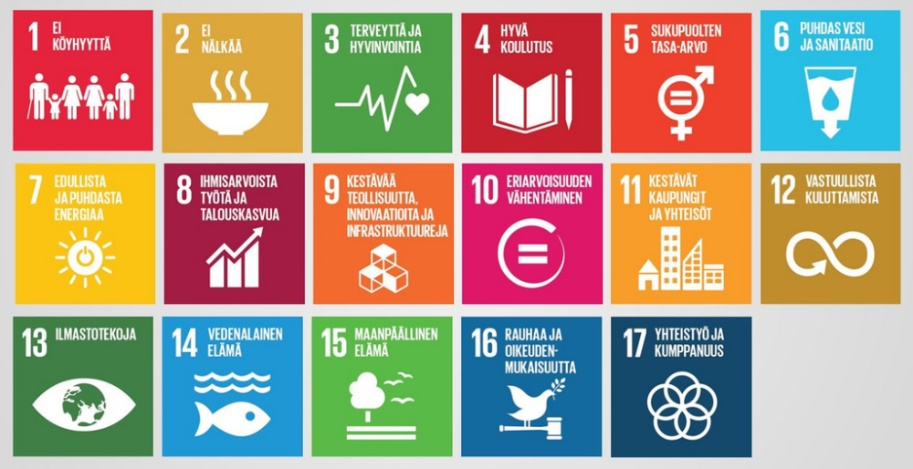 1 EI
KÖYHYYTTÄ
2 EI
NÄLKÄÄ
3 TERVEYTTÄ JA
HYVINVOINTIA
4 HYVÄ
KOULUTUS
5 SUKUPUOLTEN
TASA-ARVO
6 PUHDAS VESI
JA SANITAATIO
7 EDULLISTA
JA PUHDASTA
ENERGIAA
8 IHMISARVOISTA
TYÖTÄ JA
TALOUSKASVUA
9 KESTÄVÄÄ
TEOLLISUUTTA,
INNOVAATIOITA JA
INFRASTRUKTUUREJA
10 ERIARVOISUUDEN
VÄHENTÄMINEN
11 KESTÄVÄT
KAUPUNGIT
JA YHTEISÖT
12 VASTUULLISTA
KULUTTAMISTA
13 ILMASTOTEKOJA
14 VEDENALAINEN
ELÄMÄ
15 MAANPÄÄLLINEN
ELÄMÄ
16 RAUHAA JA
OIKEUDEN-
MUKAISUUTTA
17 YHTEISTYÖ JA
KUMPPANUUS